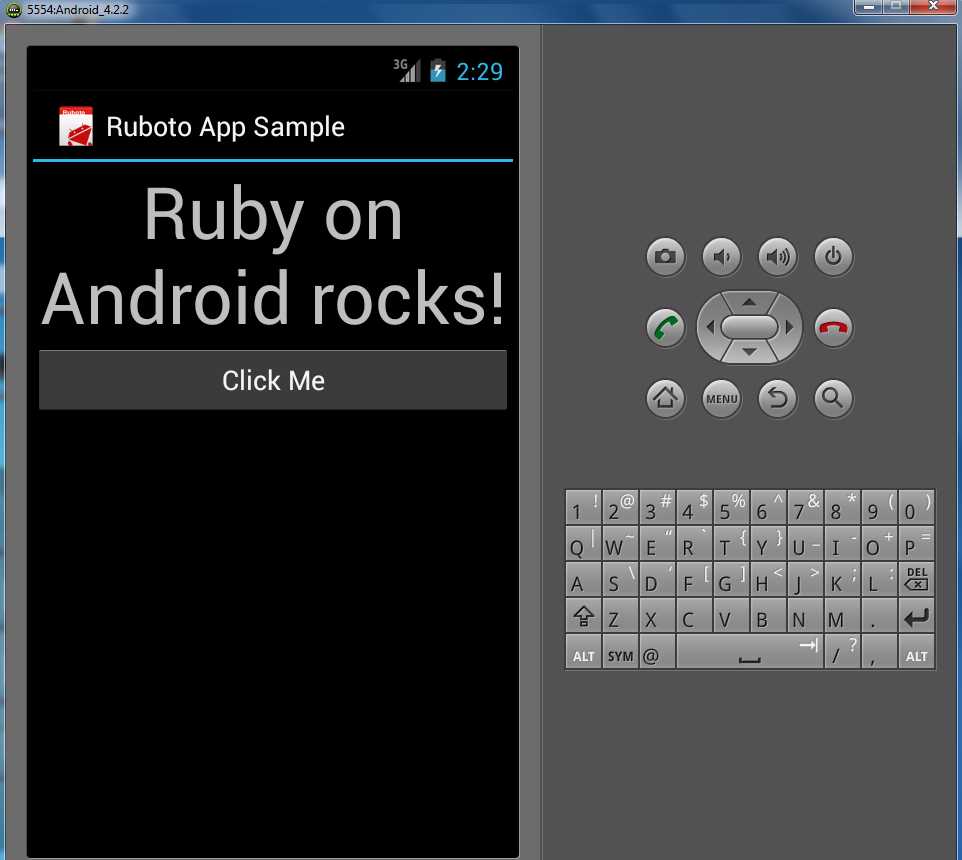 5554:Android_4.2.2
3G 2:29
Ruboto
Ruboto App Sample
Ruby on
Android rocks!
Click Me
MENU
1 ! 2 @ 3 # 4 $ 5 % 6 ^ 7 & 8 * 9 ( 0 )
Q | W ~ E “ R ` T { Y } U _ I - O + P =
A S \ D ‘ F [ G ] H < J > K ; L : DEL
Z X C V B N M .
ALT SYM @ / ? , ALT